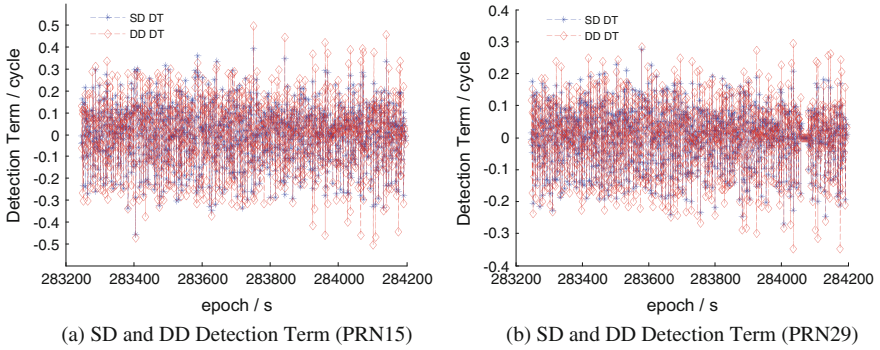 SD DT
DD DT
0.5
0.4
0.3
0.2
0.1
0
-0.1
-0.2
-0.3
-0.4
-0.5
Detection Term / cycle
283200 283400 283600 283800 284000 284200
epoch / s
(a) SD and DD Detection Term (PRN15)
SD DT
DD DT
0.4
0.3
0.2
0.1
0
-0.1
-0.2
-0.3
-0.4
Detection Term / cycle
283200 283400 283600 283800 284000 284200
epoch / s
(b) SD and DD Detection Term (PRN29)